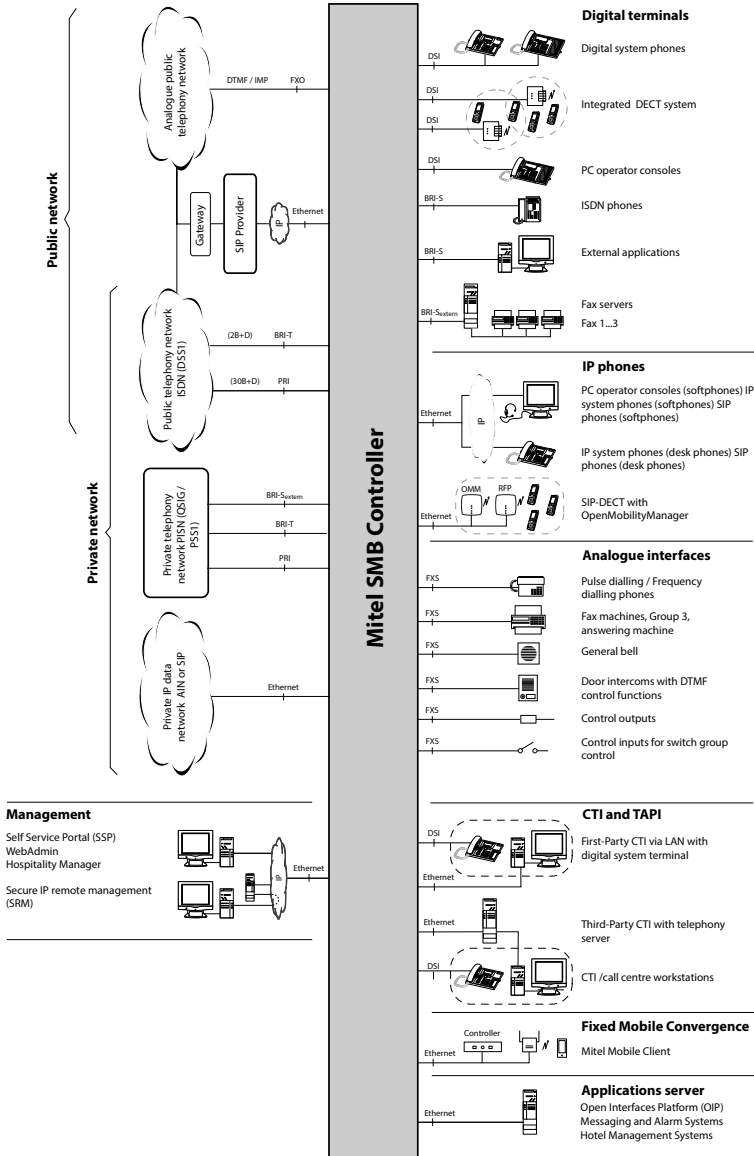 Public network
Analogue public
telephony network
DTMF / IMP
FXO
Gateway
SIP Provider
IP
Ethernet
Public telephony network
ISDN (DSS1)
(2B+D)
BRI-T
(30B+D)
PRI
Private network
Private telephony
network PISN (QSIG /
PSS1)
BRI-Sextern
BRI-T
PRI
Private IP data
network AIN or SIP
Ethernet
Management
Self Service Portal (SSP)
WebAdmin
Hospitality Manager
Secure IP remote management
(SRM)
IP
Ethernet
Mitel SMB Controller
Digital terminals
DSI
Digital system phones
DSI
DSI
Integrated DECT system
DSI
PC operator consoles
BRI-S
ISDN phones
BRI-S
External applications
BRI-Sextern
Fax servers
Fax 1...3
IP phones
Ethernet
IP
PC operator consoles (softphones) IP
system phones (softphones) SIP
phones (softphones)
IP system phones (desk phones) SIP
phones (desk phones)
Ethernet
OMM
RFP
SIP-DECT with
OpenMobilityManager
Analogue interfaces
FXS
Pulse dialling / Frequency
dialling phones
FXS
Fax machines, Group 3,
answering machine
FXS
General bell
FXS
Door intercoms with DTMF
control functions
FXS
Control outputs
FXS
Control inputs for switch group
control
CTI and TAPI
DSI
First-Party CTI via LAN with
digital system terminal
Ethernet
Ethernet
Third-Party CTI with telephony
server
DSI
CTI /call centre workstations
Fixed Mobile Convergence
Controller
Ethernet
Mitel Mobile Client
Applications server
Ethernet
Open Interfaces Platform (OIP)
Messaging and Alarm Systems
Hotel Management Systems